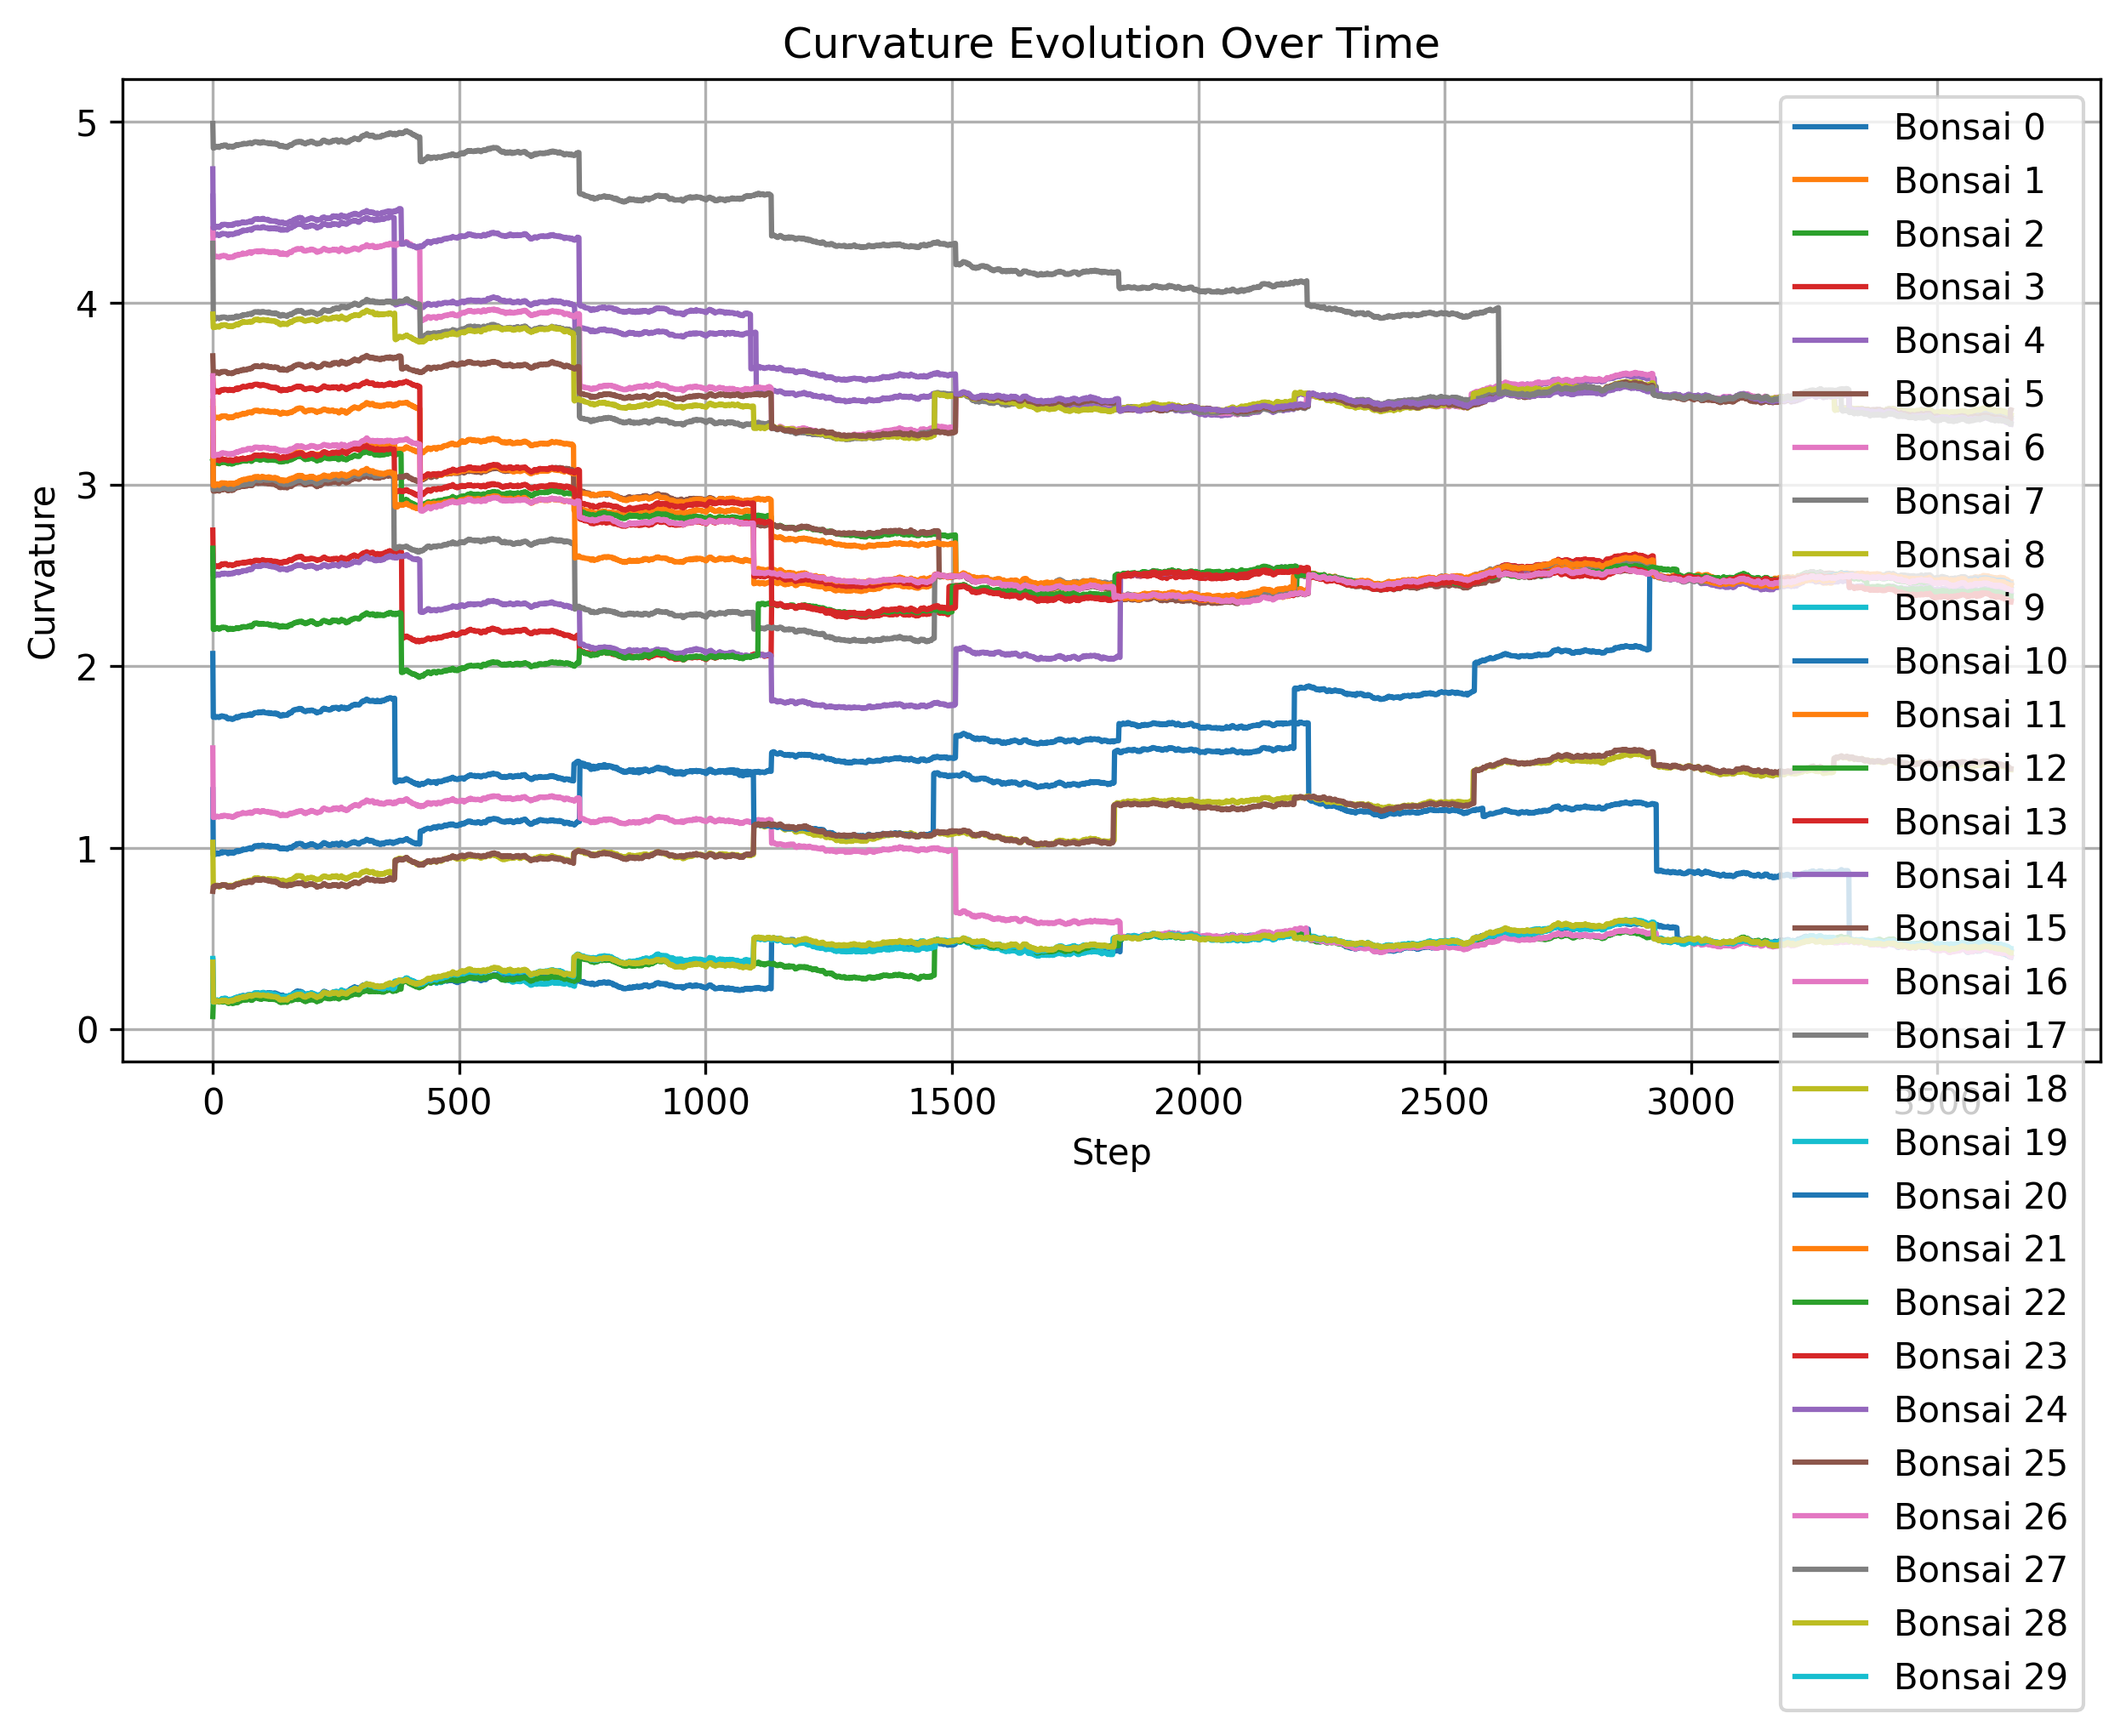 Curvature Evolution Over Time
Curvature
5
4
3
2
1
0
0
500
1000
1500
2000
2500
3000
3500
Step
Bonsai 0
Bonsai 1
Bonsai 2
Bonsai 3
Bonsai 4
Bonsai 5
Bonsai 6
Bonsai 7
Bonsai 8
Bonsai 9
Bonsai 10
Bonsai 11
Bonsai 12
Bonsai 13
Bonsai 14
Bonsai 15
Bonsai 16
Bonsai 17
Bonsai 18
Bonsai 19
Bonsai 20
Bonsai 21
Bonsai 22
Bonsai 23
Bonsai 24
Bonsai 25
Bonsai 26
Bonsai 27
Bonsai 28
Bonsai 29